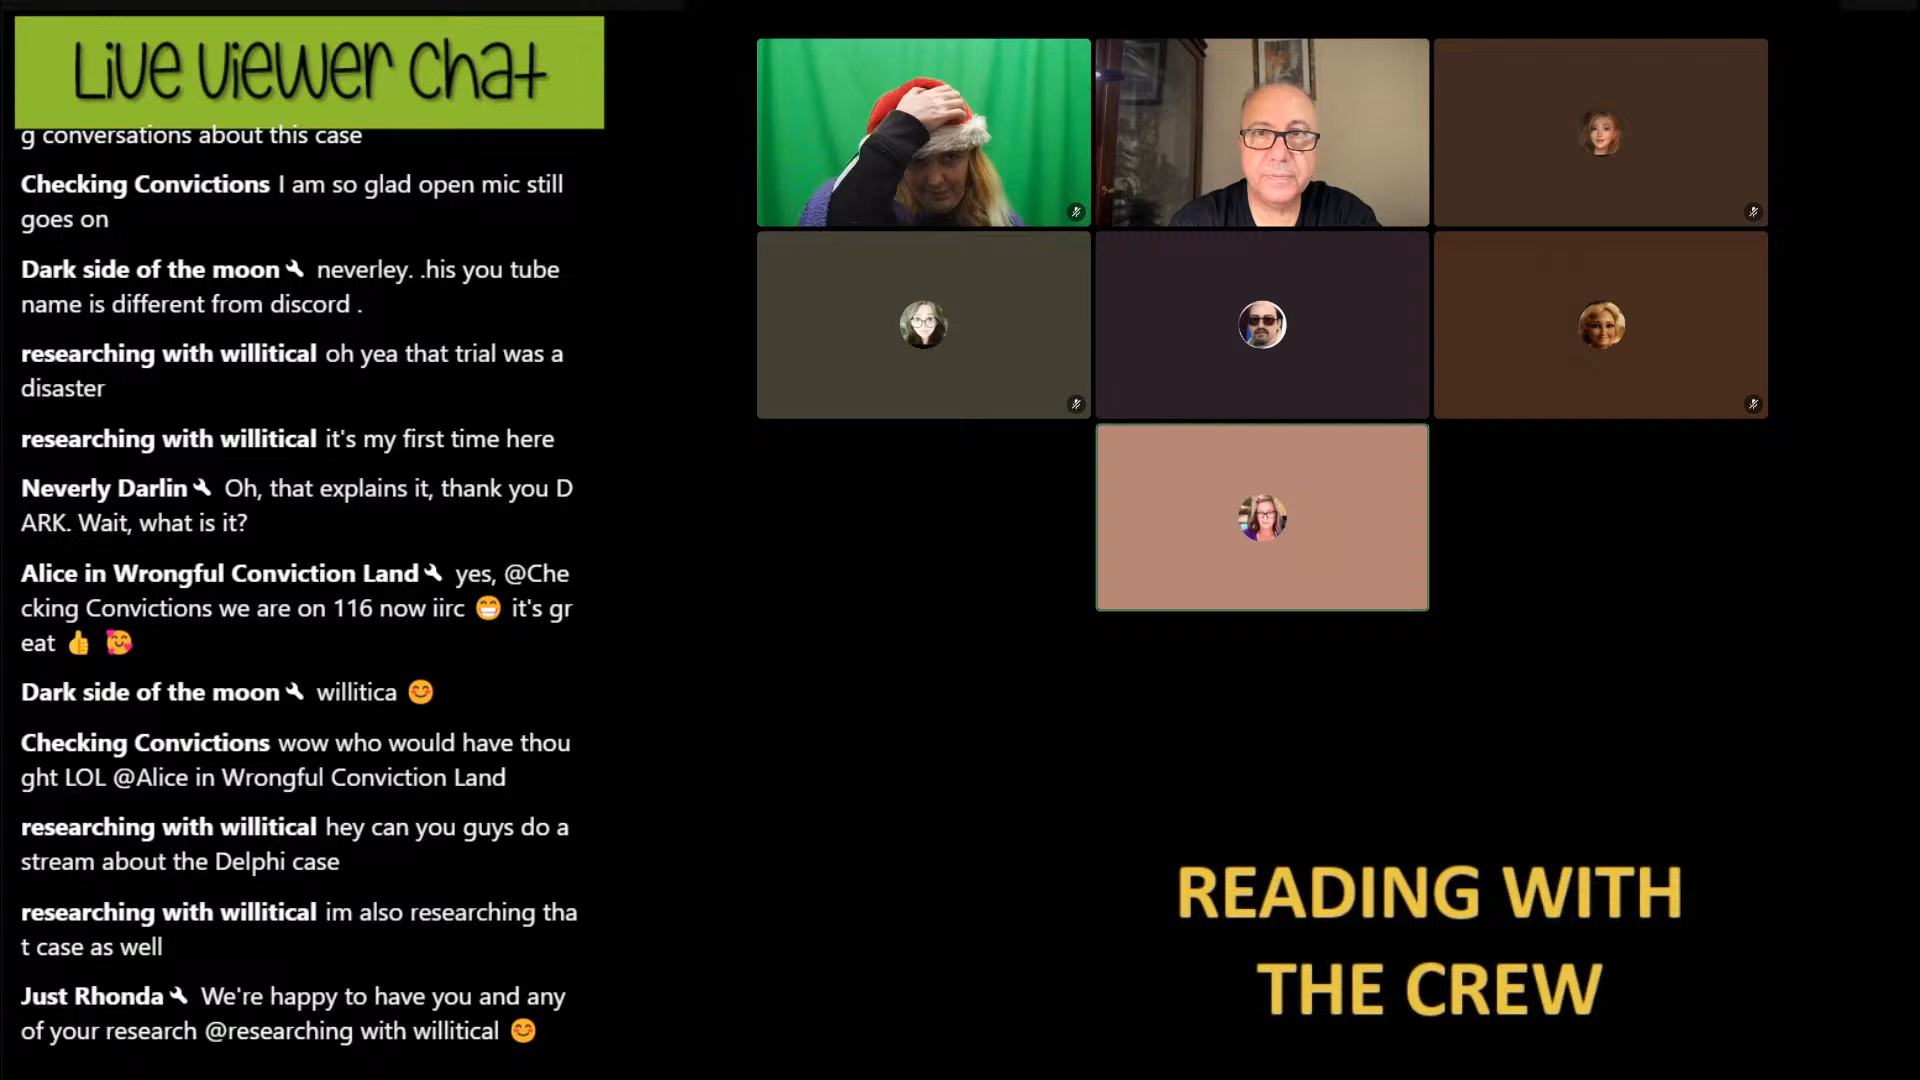 Live Viewer Chat
g conversations about this case
Checking Convictions I am so glad open mic still
goes on
Dark side of the moon neverley. .his you tube
name is different from discord .
researching with willitical oh yea that trial was a
disaster
researching with willitical it's my first time here
Neverly Darlin Oh, that explains it, thank you D
ARK. Wait, what is it?
Alice in Wrongful Conviction Land yes, @Che
cking Convictions we are on 116 now iirc 😁 it's gr
eat 👍 🥰
Dark side of the moon willitica 😊
Checking Convictions wow who would have thou
ght LOL @Alice in Wrongful Conviction Land
researching with willitical hey can you guys do a
stream about the Delphi case
researching with willitical im also researching tha
t case as well
Just Rhonda We're happy to have you and any
of your research @researching with willitical 😊
READING WITH
THE CREW